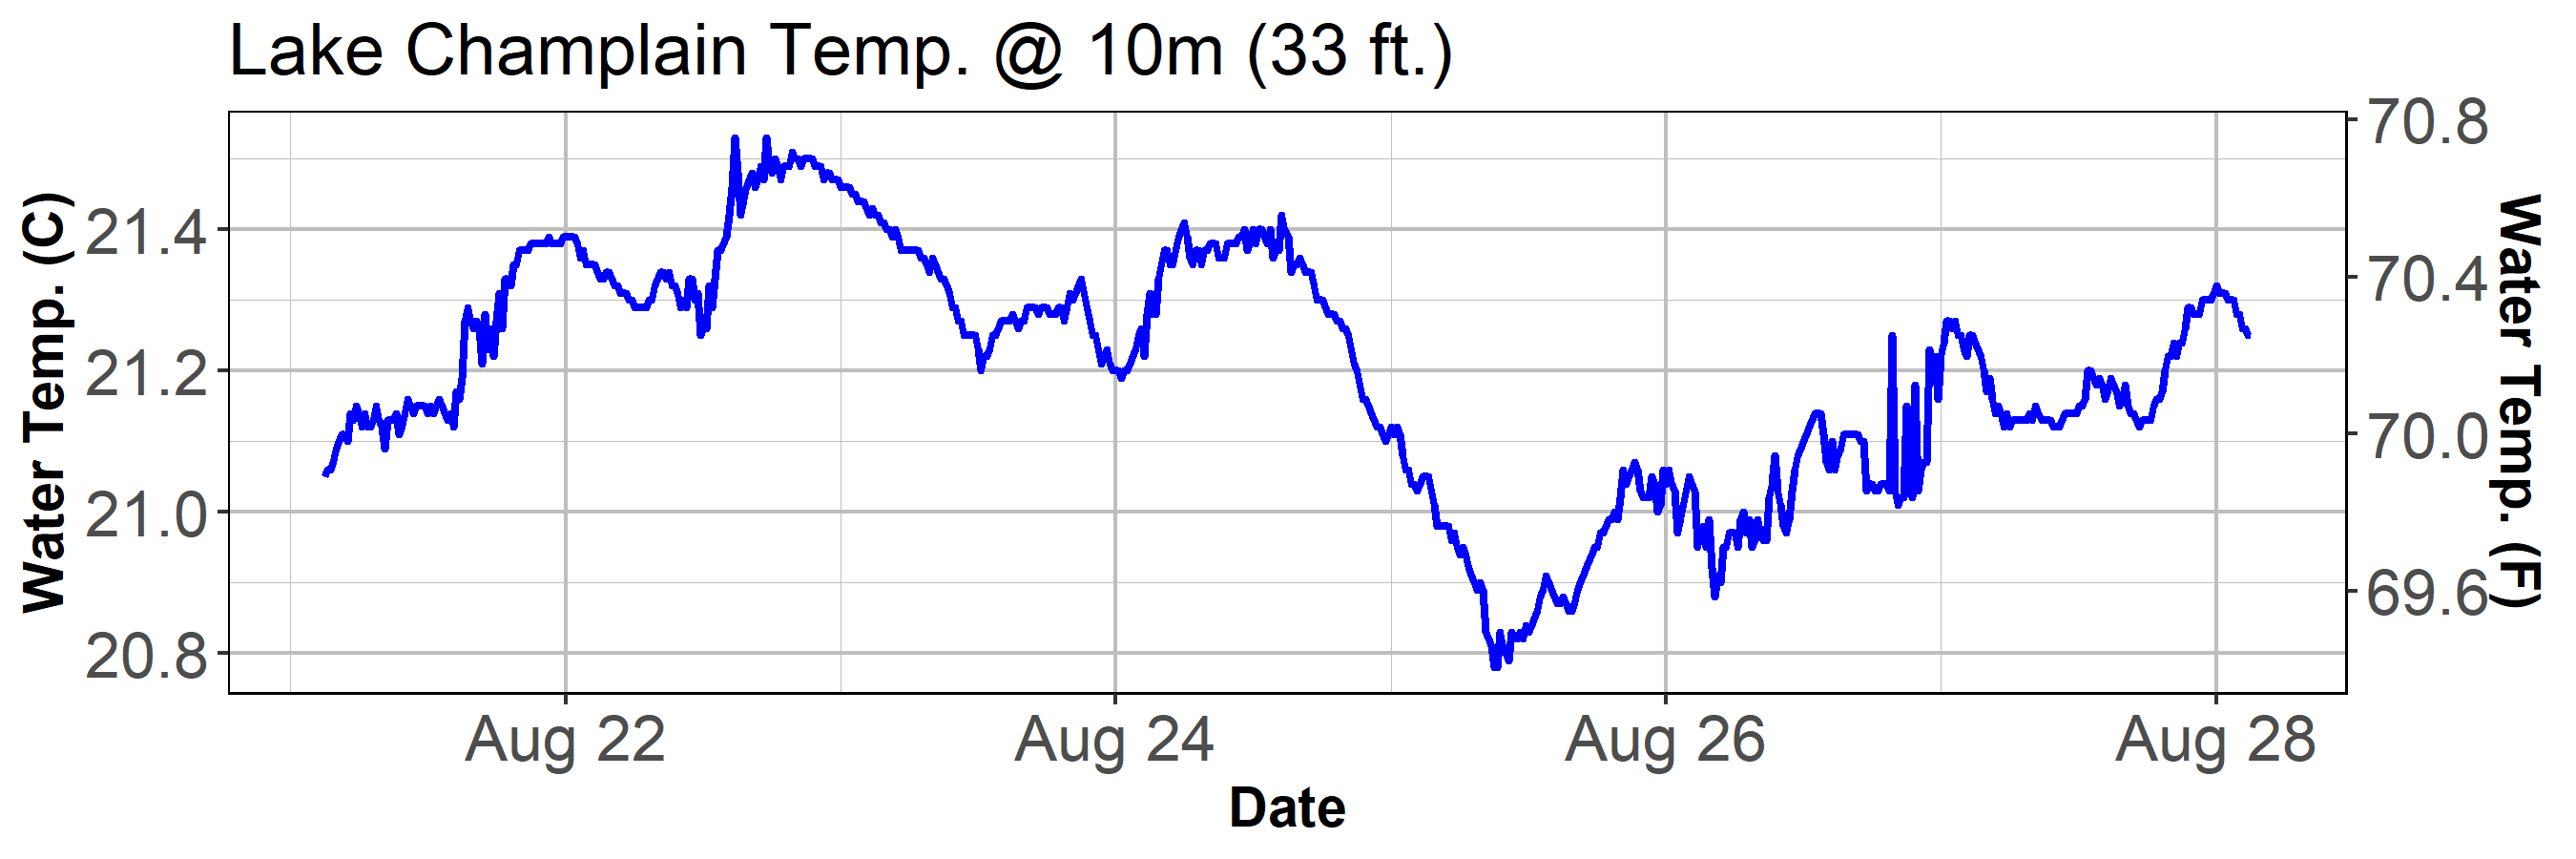 Lake Champlain Temp. @ 10m (33 ft.)
Water Temp. (C)
21.4
21.2
21.0
20.8
70.8
70.4
70.0
69.6
Water Temp. (F)
Aug 22
Aug 24
Aug 26
Aug 28
Date